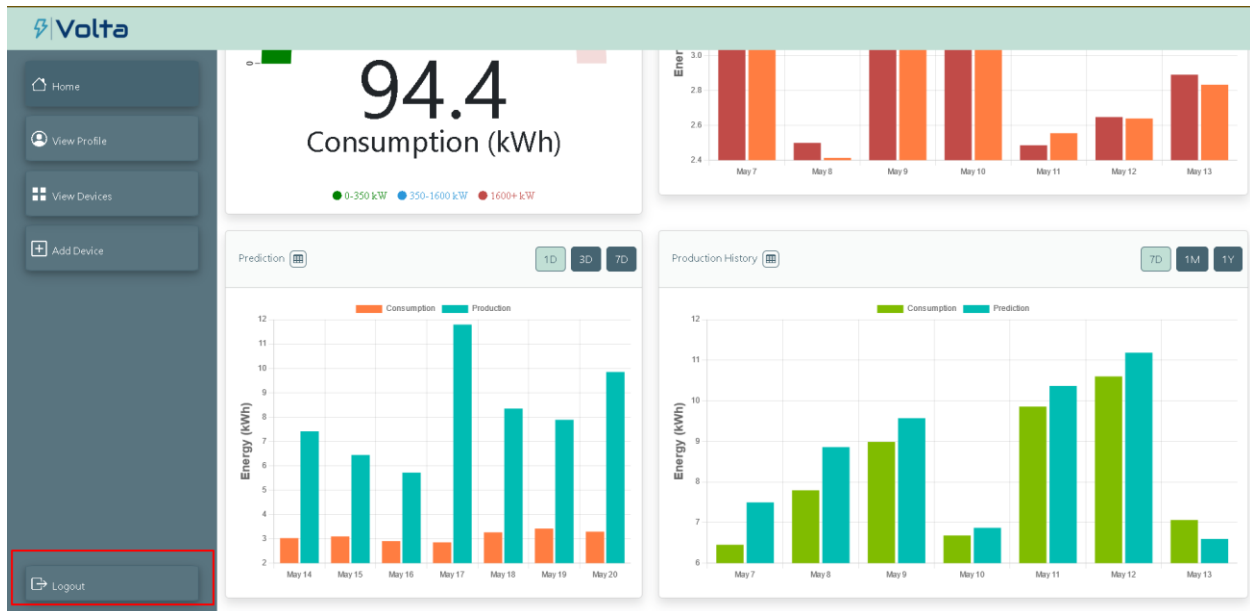 Volta
Home
View Profile
View Devices
Add Device
Logout
0
94.4
Consumption (kWh)
0-350 kW 350-1600 kW 1600+ kW
3.0
2.8
2.6
2.4
May 7 May 8 May 9 May 10 May 11 May 12 May 13
Prediction 1D 3D 7D
Consumption Production
Energy (kWh)
12
11
10
9
8
7
6
5
4
3
2
May 14 May 15 May 16 May 17 May 18 May 19 May 20
Production History 7D 1M 1Y
Consumption Prediction
Energy (kWh)
12
11
10
9
8
7
6
May 7 May 8 May 9 May 10 May 11 May 12 May 13